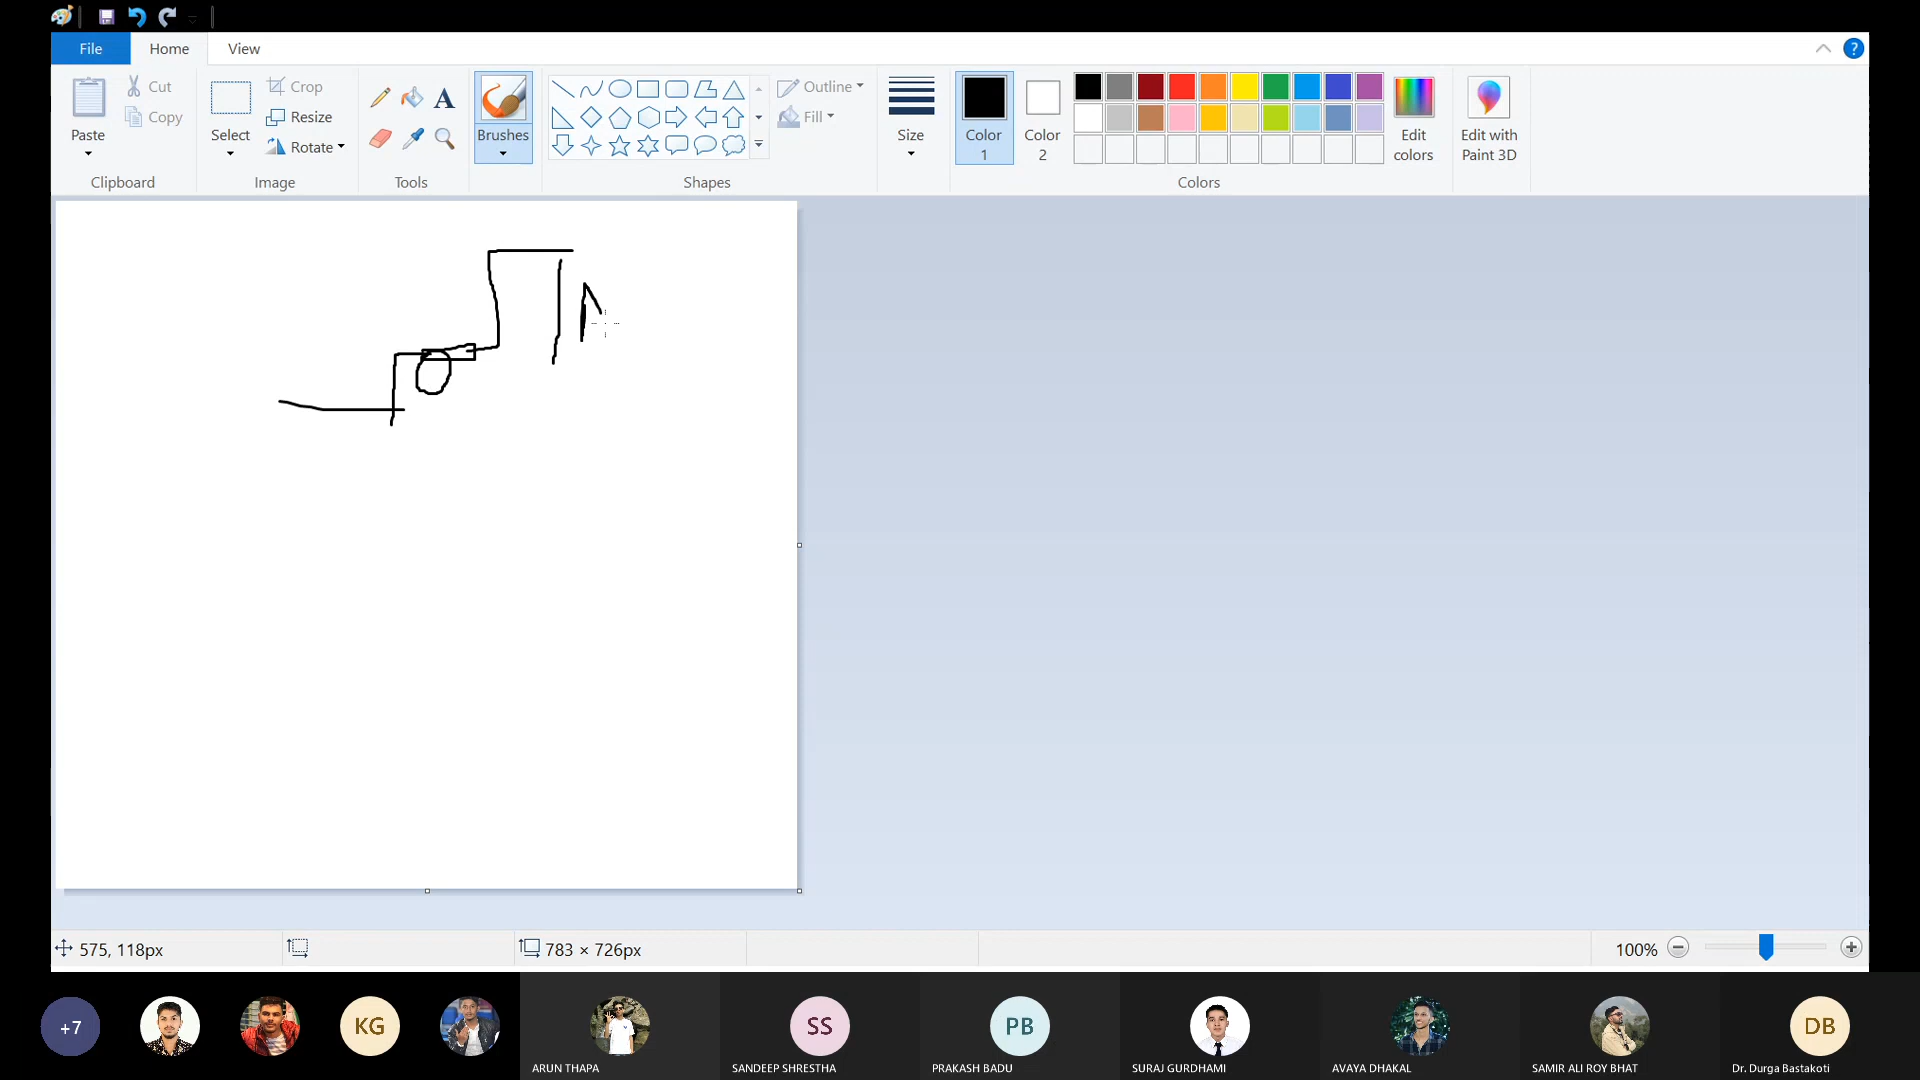 File Home View ?
Paste
Cut
Copy
Clipboard
Select
Crop
Resize
Rotate
Image
A
Tools
Brushes
Outline
Fill
Shapes
Size
Color 1
Color 2
Edit colors
Colors
Edit with Paint 3D
575, 118px 783 × 726px 100%
+7 KG SS PB DB
ARUN THAPA SANDEEP SHRESTHA PRAKASH BADU SURAJ GURDHAMI AVAYA DHAKAL SAMIR ALI ROY BHAT Dr. Durga Bastakoti